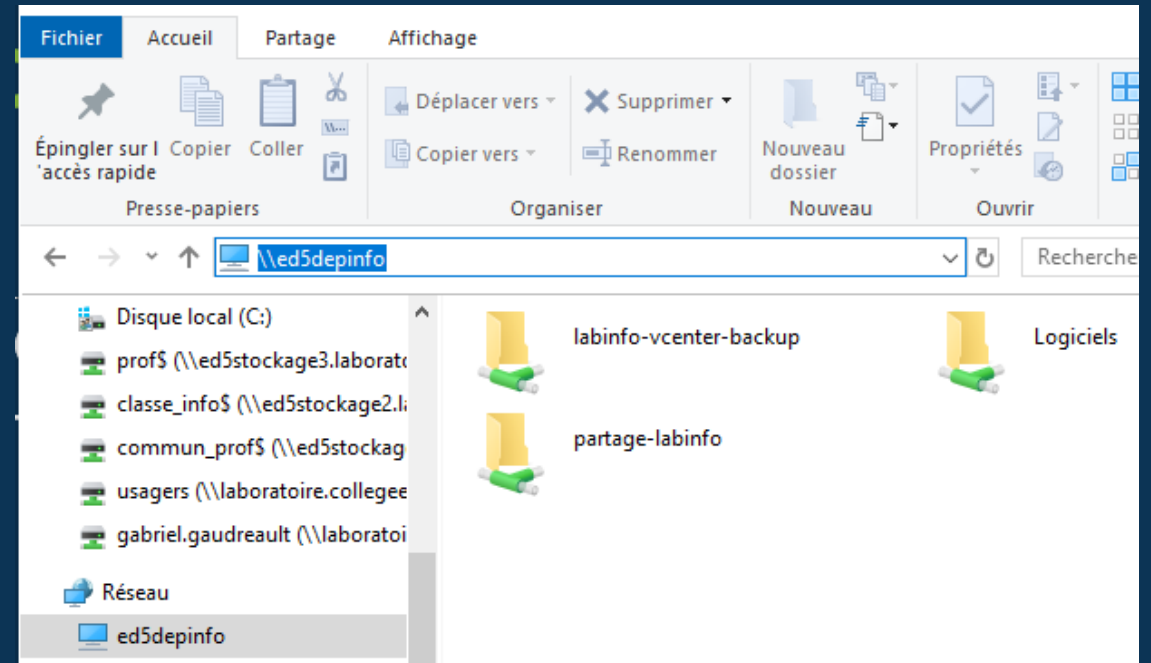 Fichier Accueil Partage Affichage
Épingler sur l
'accès rapide
Copier
Coller
Déplacer vers
Copier vers
Supprimer
Renommer
Nouveau
dossier
Propriétés
Presse-papiers Organiser Nouveau Ouvrir
\\ed5depinfo
Recherche
Disque local (C:)
prof$ (\\ed5stockage3.laborato
classe_info$ (\\ed5stockage2.l
commun_prof$ (\\ed5stockag
usagers (\\laboratoire.collegee
gabriel.gaudreault (\\laboratoi
Réseau
ed5depinfo
labinfo-vcenter-backup
Logiciels
partage-labinfo